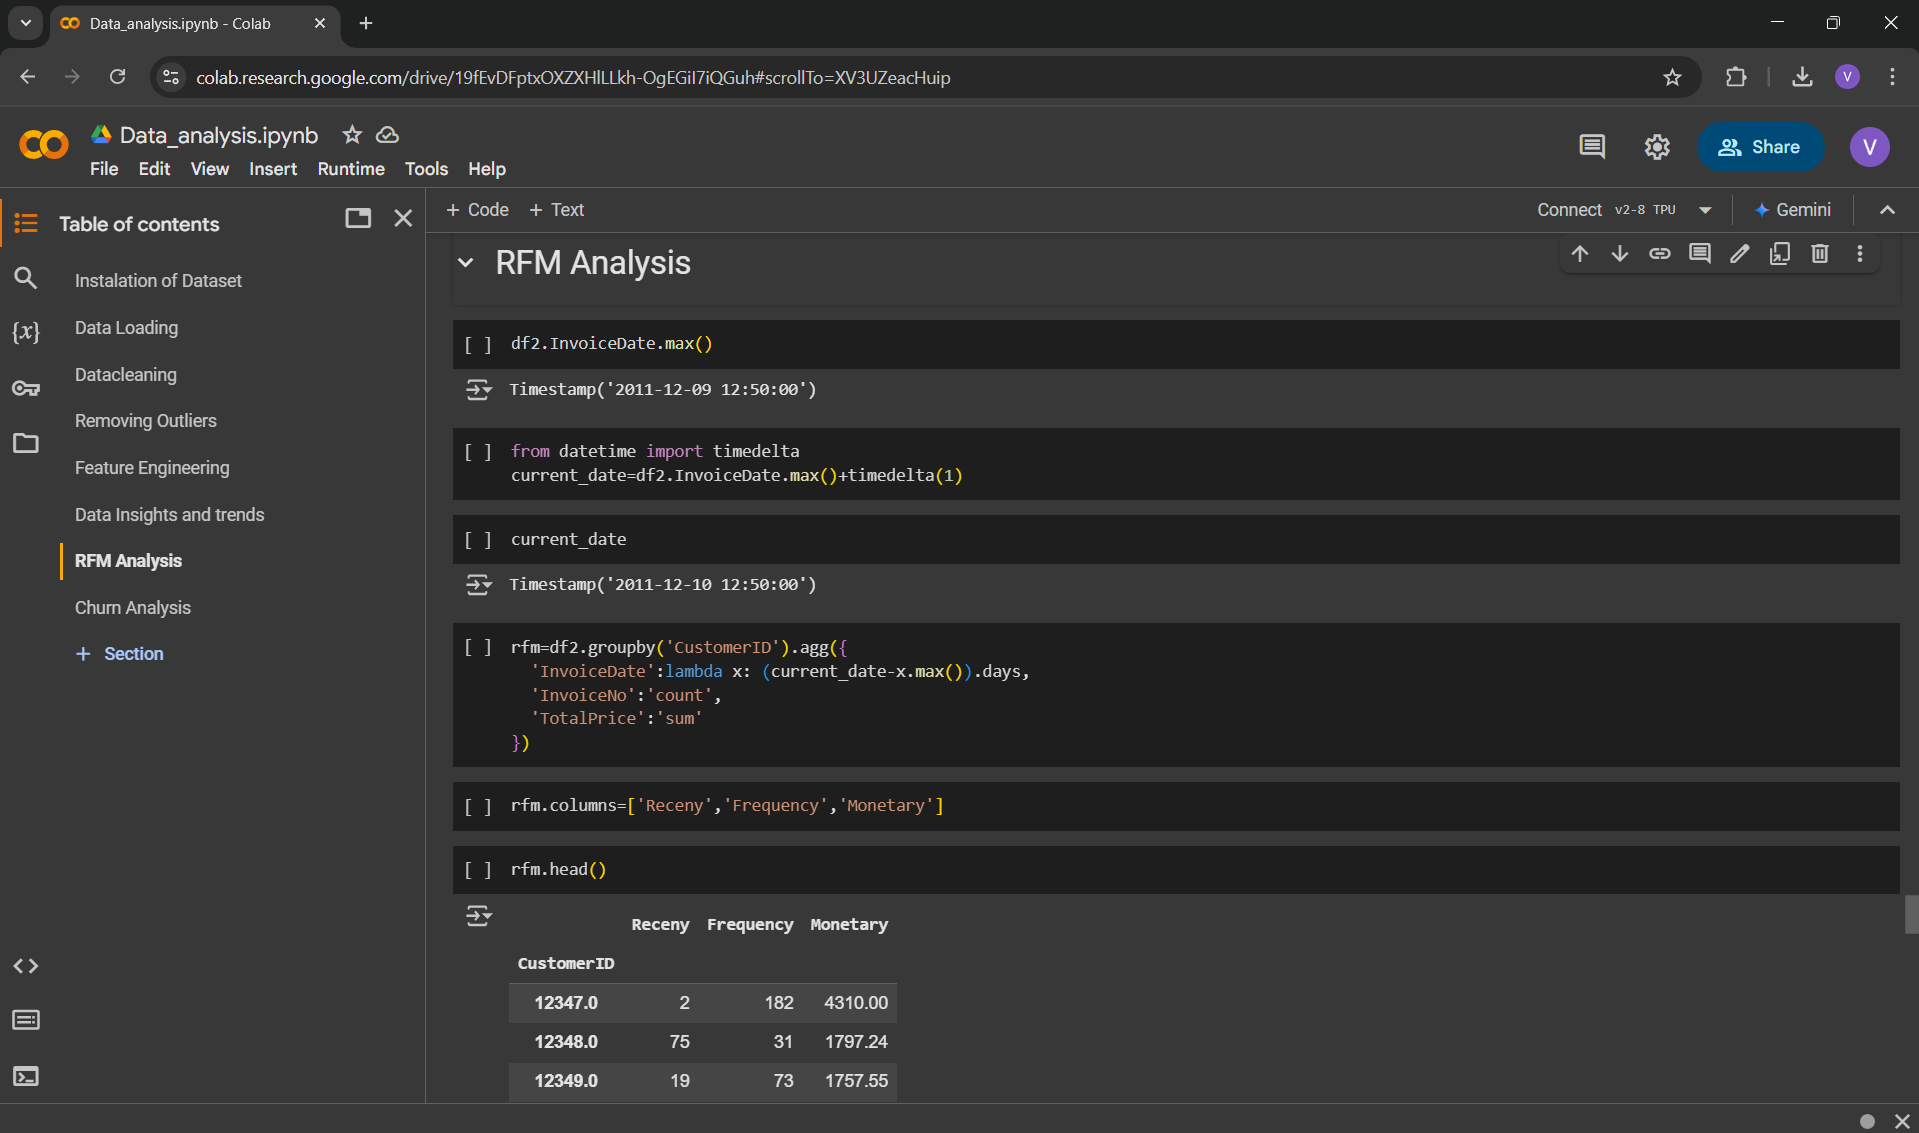 Data_analysis.ipynb - Colab
colab.research.google.com/drive/19fEvDFptxOXZXHlLLkh-OgEGil7iQGuh#scrollTo=XV3UZeacHuip
V
Data_analysis.ipynb
File Edit View Insert Runtime Tools Help
Share
V
Table of contents
+ Code + Text
Connect v2-8 TPU
Gemini
Instalation of Dataset
Data Loading
Datacleaning
Removing Outliers
Feature Engineering
Data Insights and trends
RFM Analysis
Churn Analysis
+ Section
{x}
RFM Analysis
[ ] df2.InvoiceDate.max()
Timestamp('2011-12-09 12:50:00')
[ ] from datetime import timedelta
current_date=df2.InvoiceDate.max()+timedelta(1)
[ ] current_date
Timestamp('2011-12-10 12:50:00')
[ ] rfm=df2.groupby('CustomerID').agg({
'InvoiceDate':lambda x: (current_date-x.max()).days,
'InvoiceNo':'count',
'TotalPrice':'sum'
})
[ ] rfm.columns=['Receny','Frequency','Monetary']
[ ] rfm.head()
Receny Frequency Monetary
CustomerID
12347.0 2 182 4310.00
12348.0 75 31 1797.24
12349.0 19 73 1757.55